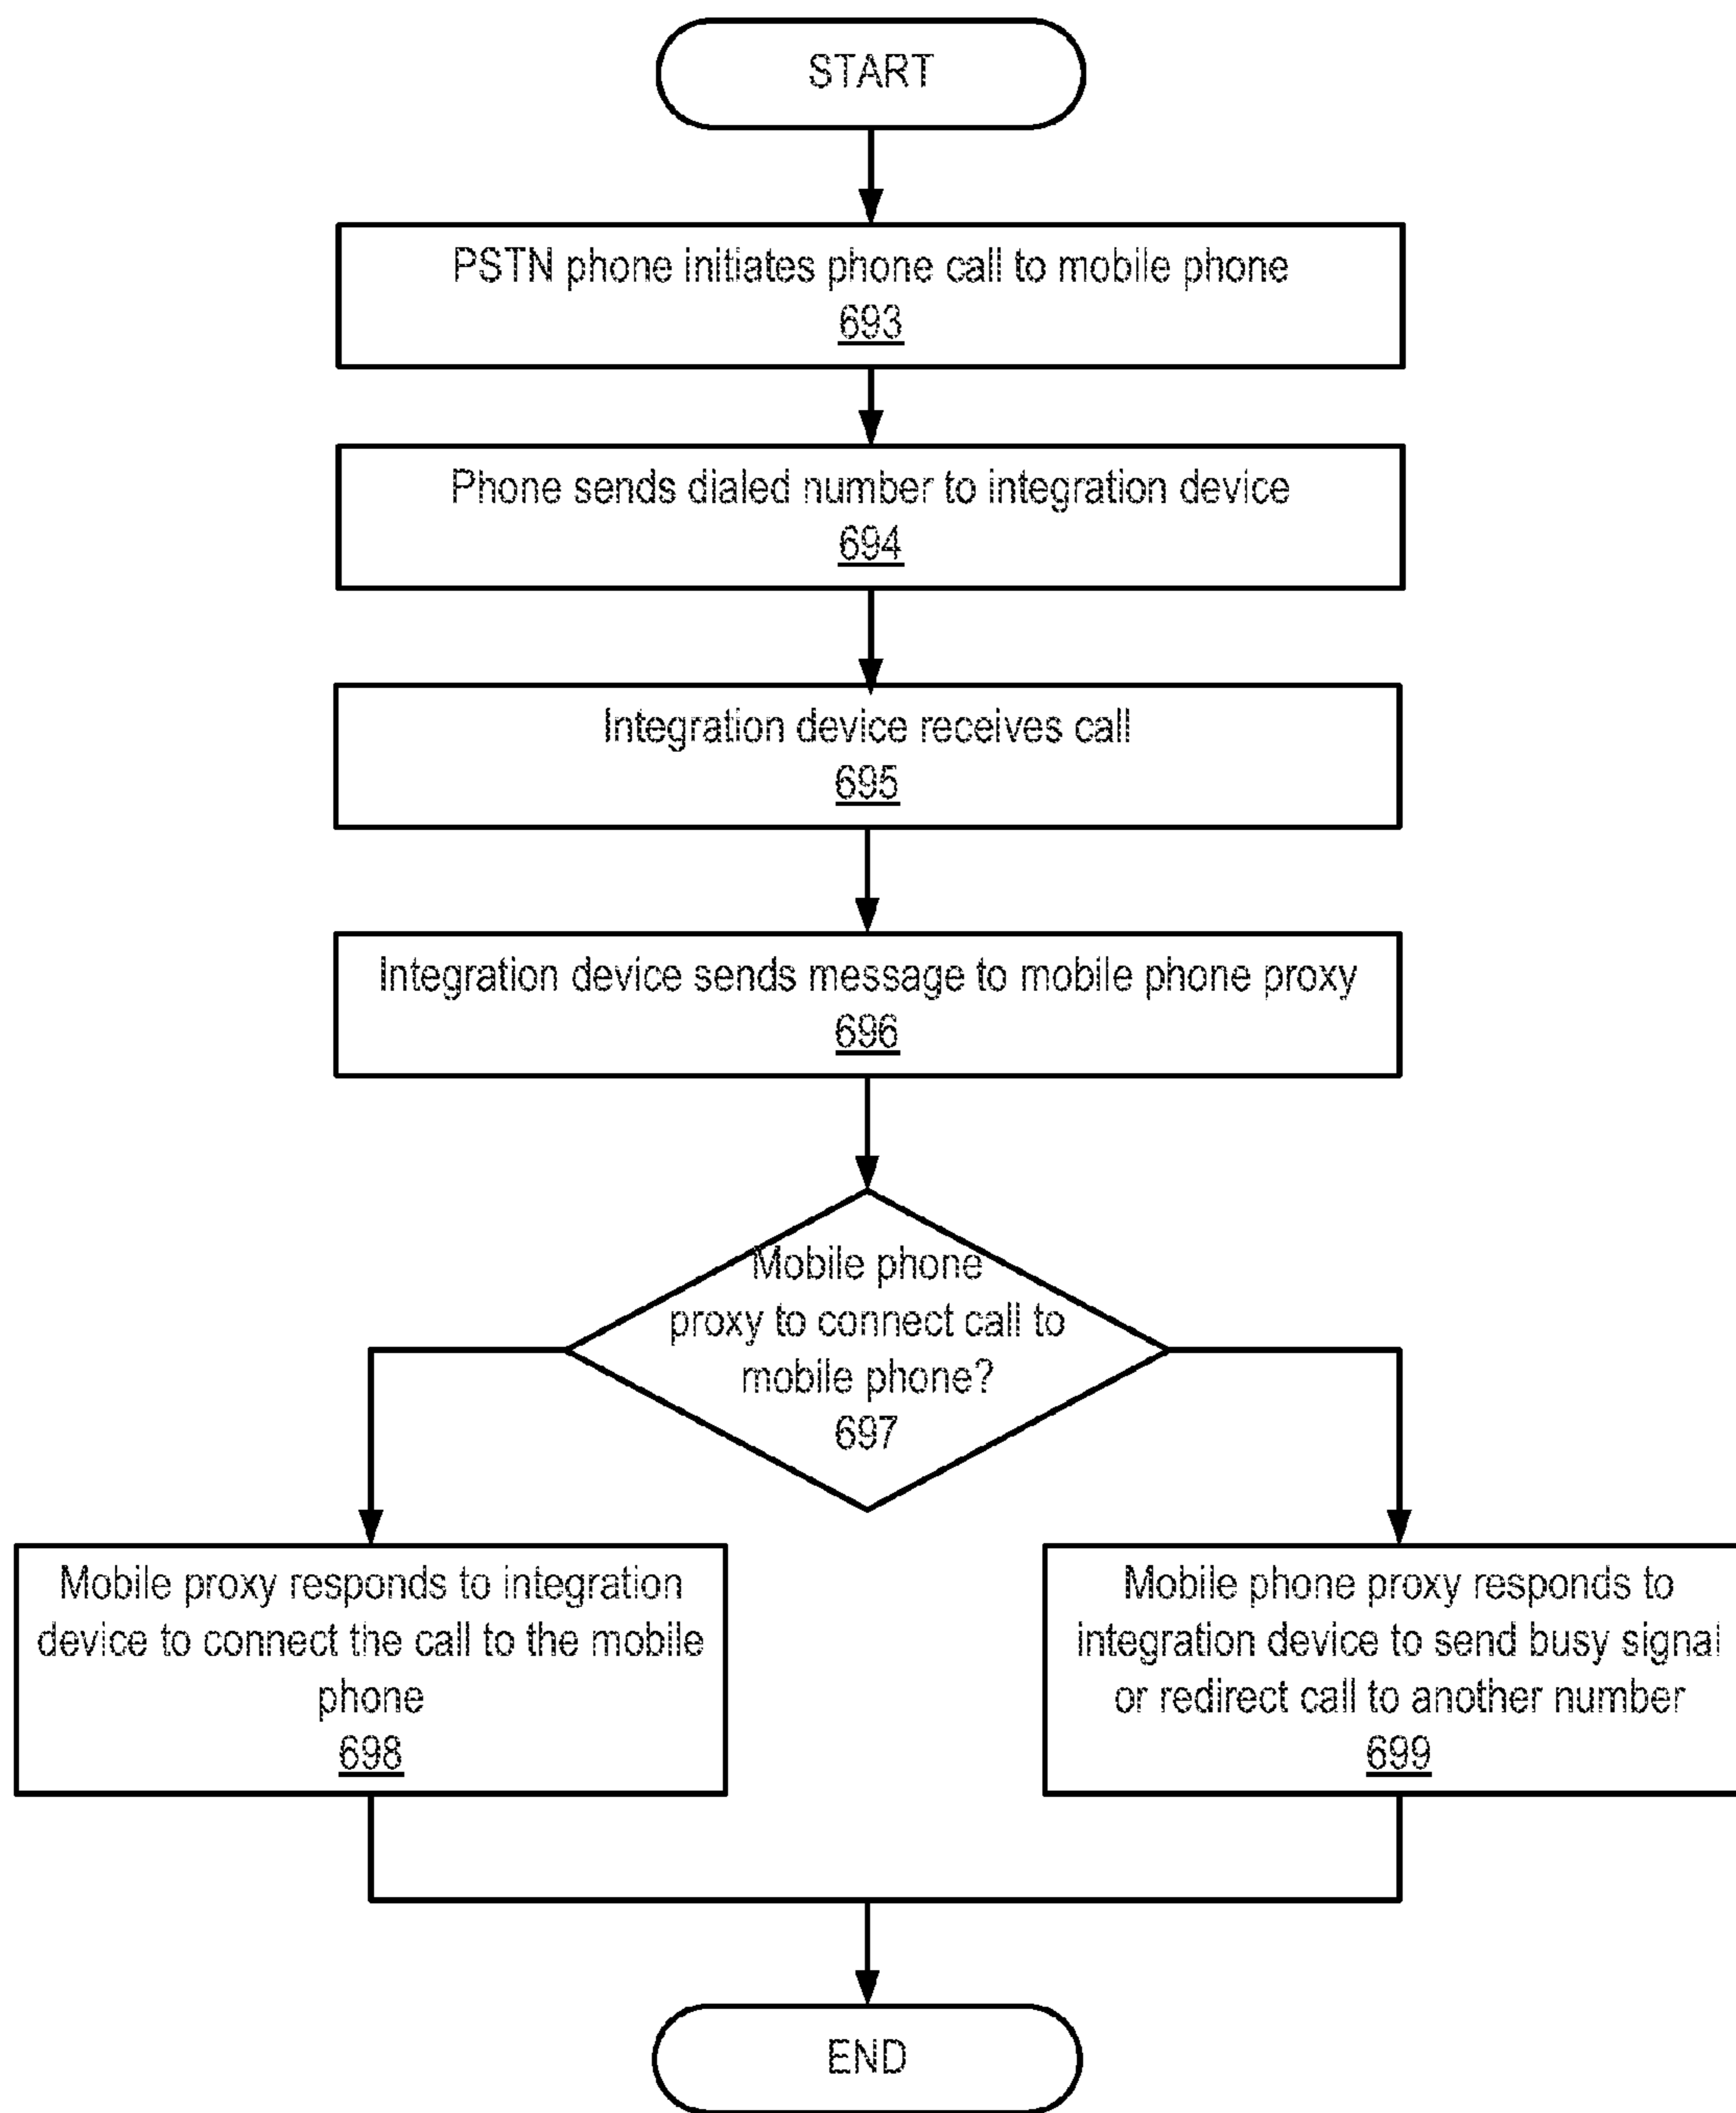 START
PSTN phone initiates phone call to mobile phone
693
Phone sends dialed number to integration device
694
Integration device receives call
695
Integration device sends message to mobile phone proxy
696
Mobile phone
proxy to connect call to
mobile phone?
697
Mobile proxy responds to integration
device to connect the call to the mobile
phone
698
Mobile phone proxy responds to
integration device to send busy signal
or redirect call to another number
699
END